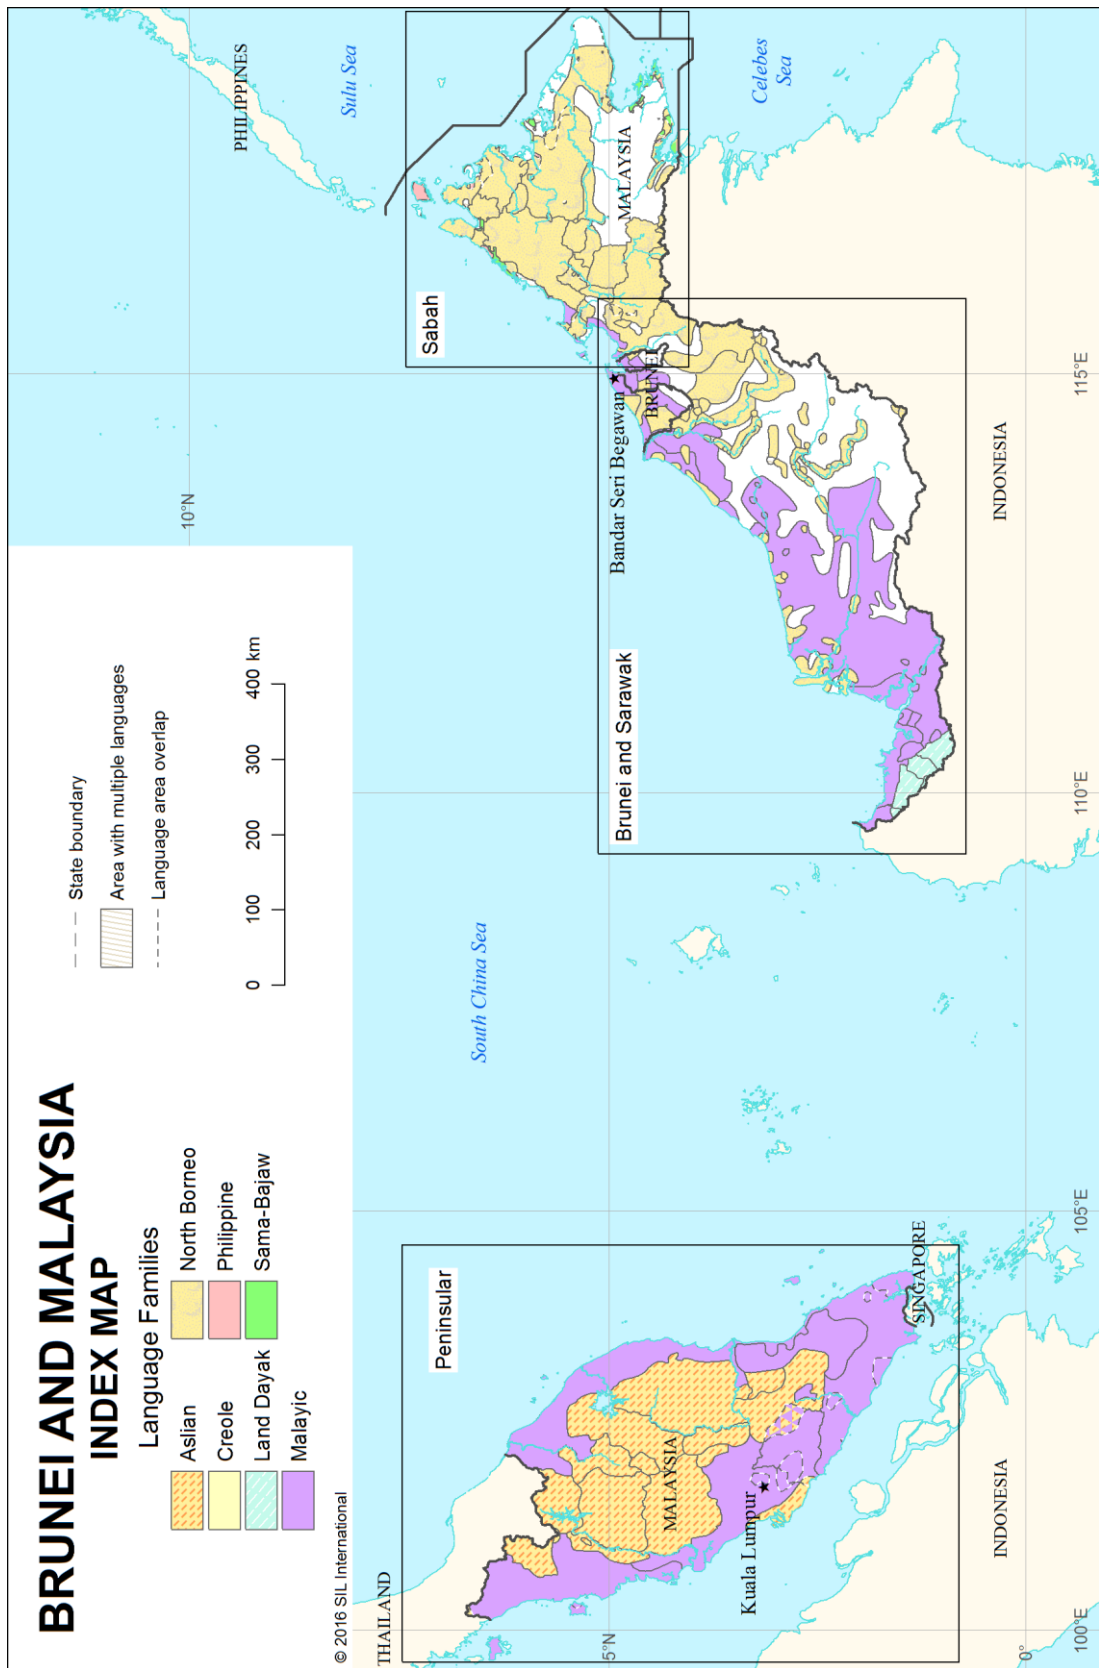 BRUNEI AND MALAYSIA
INDEX MAP
Language Families
Aslian
Creole
Land Dayak
Malayic
North Borneo
Philippine
Sama-Bajaw
State boundary
Area with multiple languages
Language area overlap
0 100 200 300 400 km
© 2016 SIL International
THAILAND
Peninsular
MALAYSIA
Kuala Lumpur
SINGAPORE
INDONESIA
South China Sea
Brunei and Sarawak
Bandar Seri Begawan
BRUNEI
INDONESIA
Sabah
MALAYSIA
PHILIPPINES
Sulu Sea
Celebes
Sea
10°N
5°N
0°
100°E
105°E
110°E
115°E